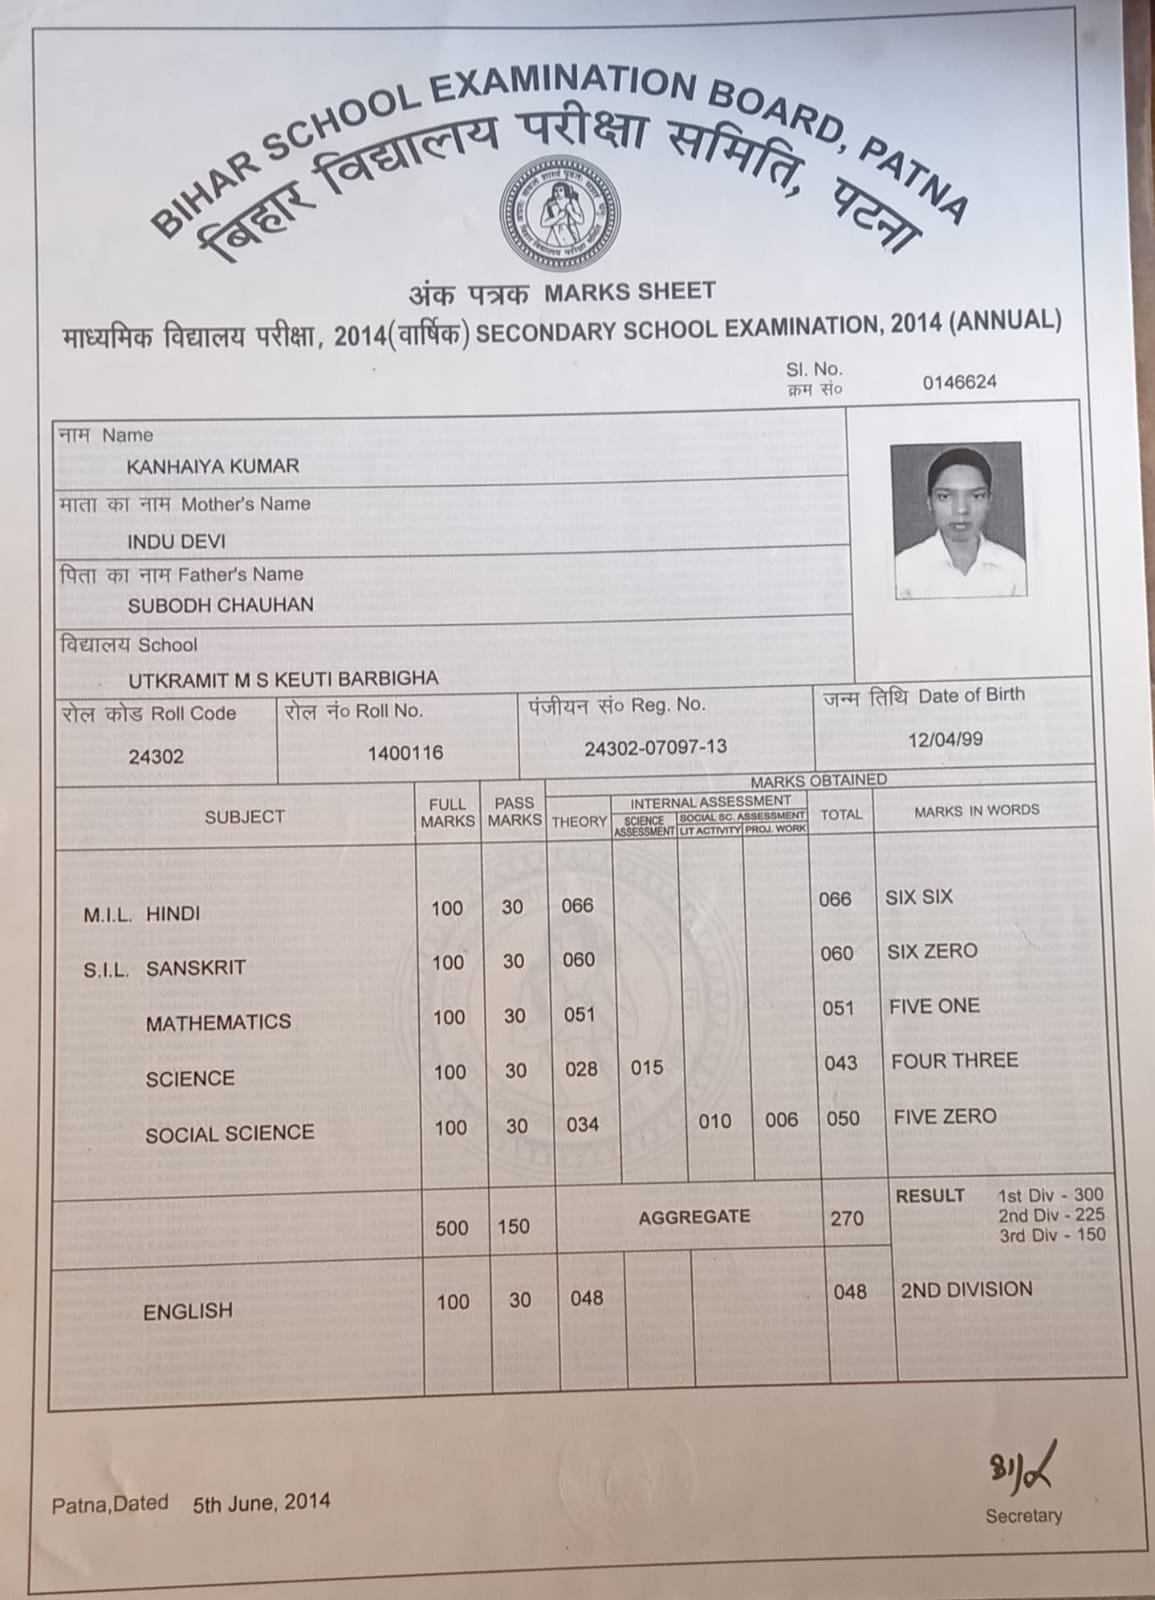 BIHAR SCHOOL EXAMINATION BOARD, PATNA
बिहार विद्यालय परीक्षा समिति, पटना
अंक पत्रक MARKS SHEET
माध्यमिक विद्यालय परीक्षा, 2014(वार्षिक) SECONDARY SCHOOL EXAMINATION, 2014 (ANNUAL)
Sl. No.
क्रम सं० 0146624
नाम Name
KANHAIYA KUMAR
माता का नाम Mother's Name
INDU DEVI
पिता का नाम Father's Name
SUBODH CHAUHAN
विद्यालय School
UTKRAMIT M S KEUTI BARBIGHA
रोल कोड Roll Code रोल नं० Roll No. पंजीयन सं० Reg. No. जन्म तिथि Date of Birth
24302 1400116 24302-07097-13 12/04/99
MARKS OBTAINED
SUBJECT FULL MARKS PASS MARKS THEORY INTERNAL ASSESSMENT TOTAL MARKS IN WORDS
SCIENCE ASSESSMENT SOCIAL SC. ASSESSMENT
LIT ACTIVITY PROJ. WORK
M.I.L. HINDI 100 30 066 066 SIX SIX
S.I.L. SANSKRIT 100 30 060 060 SIX ZERO
MATHEMATICS 100 30 051 051 FIVE ONE
SCIENCE 100 30 028 015 043 FOUR THREE
SOCIAL SCIENCE 100 30 034 010 006 050 FIVE ZERO
500 150 AGGREGATE 270 RESULT 1st Div - 300
2nd Div - 225
3rd Div - 150
ENGLISH 100 30 048 048 2ND DIVISION
Patna,Dated 5th June, 2014
Secretary